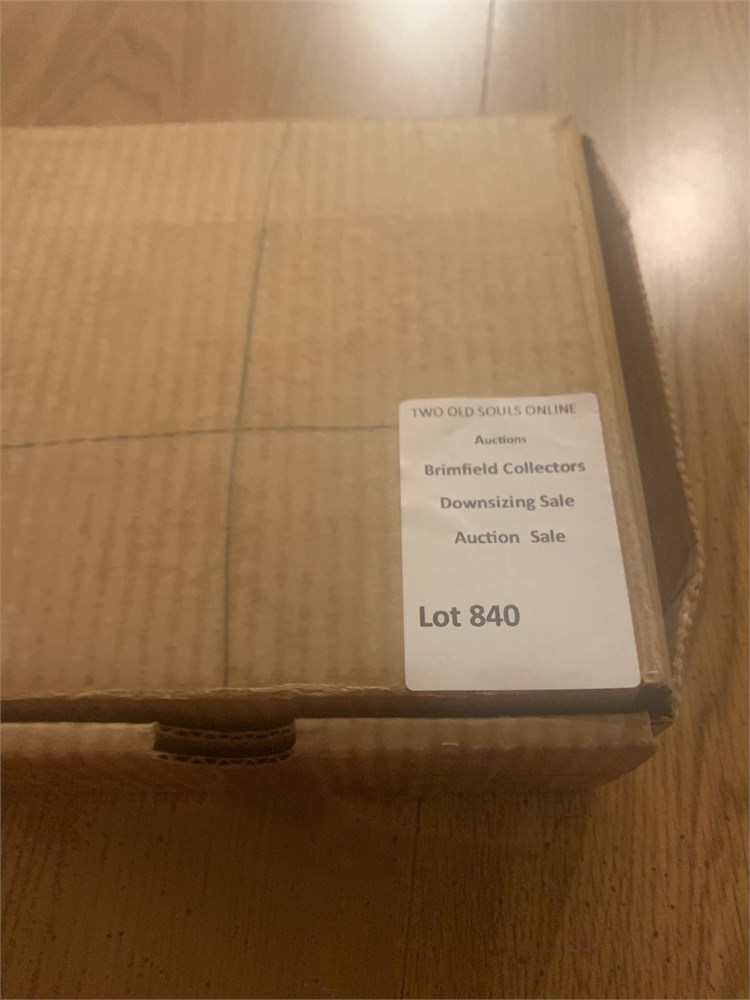 TWO OLD SOULS ONLINE
Auctions
Brimfield Collectors
Downsizing Sale
Auction Sale
Lot 840